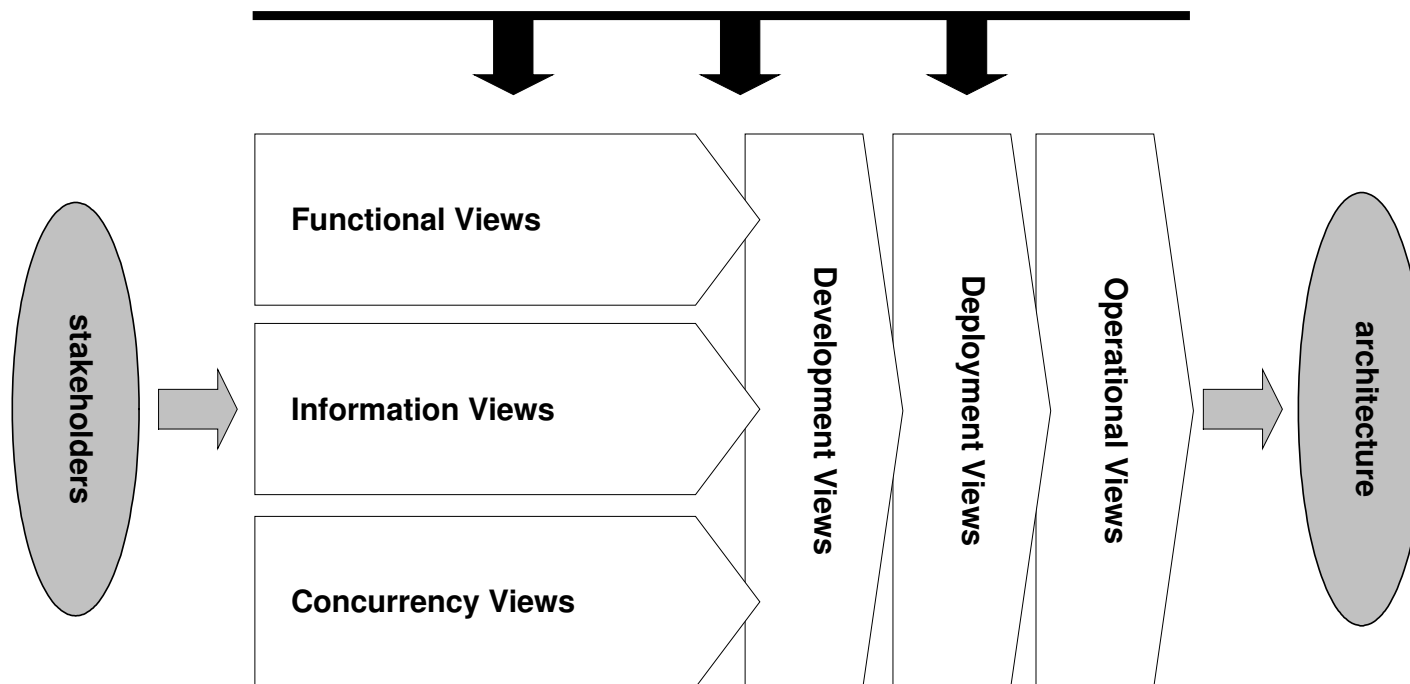 Functional Views
Information Views
Concurrency Views
stakeholders
Development Views
Deployment Views
Operational Views
architecture